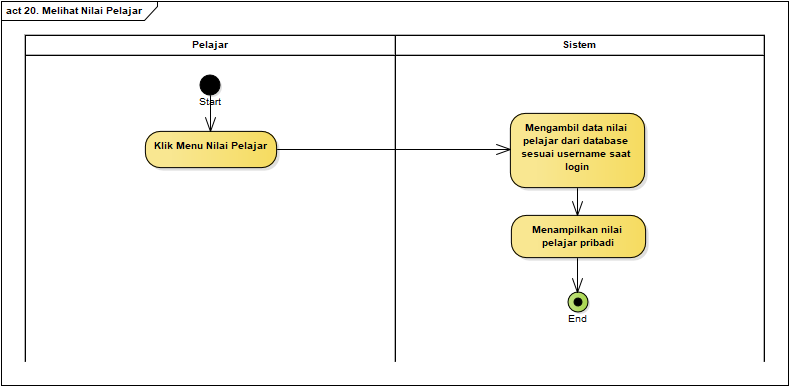 act 20. Melihat Nilai Pelajar
Pelajar
Sistem
Start
Klik Menu Nilai Pelajar
Mengambil data nilai
pelajar dari database
sesuai username saat
login
Menampilkan nilai
pelajar pribadi
End